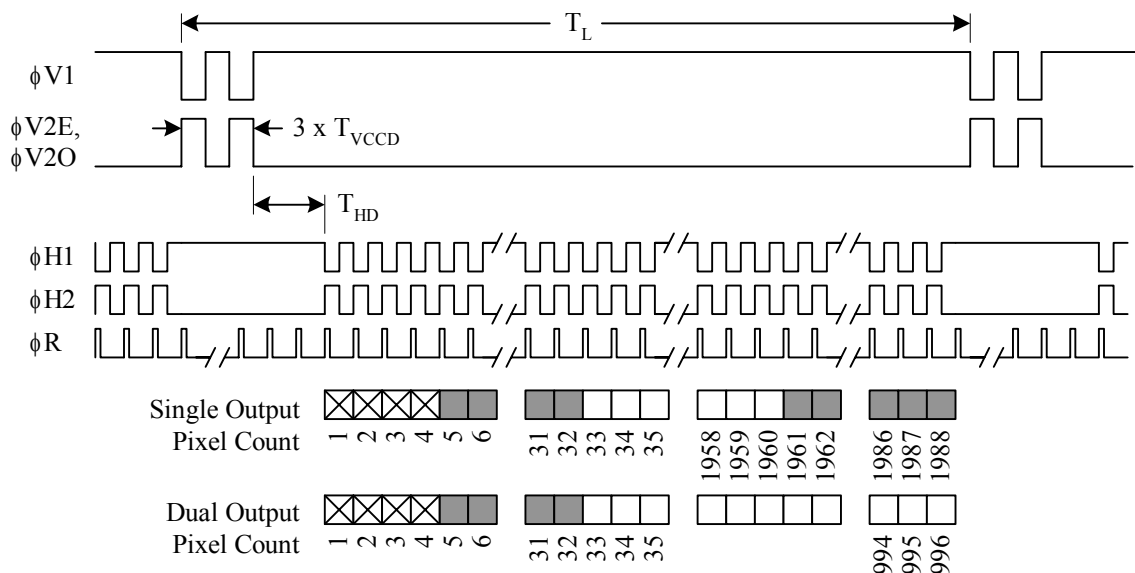 T_L
ϕV1
ϕV2E,
ϕV2O
3 x T_VCCD
T_HD
ϕH1
ϕH2
ϕR
Single Output
Pixel Count
1 2 3 4 5 6 31 32 33 34 35 1958 1959 1960 1961 1962 1986 1987 1988
Dual Output
Pixel Count
1 2 3 4 5 6 31 32 33 34 35 994 995 996